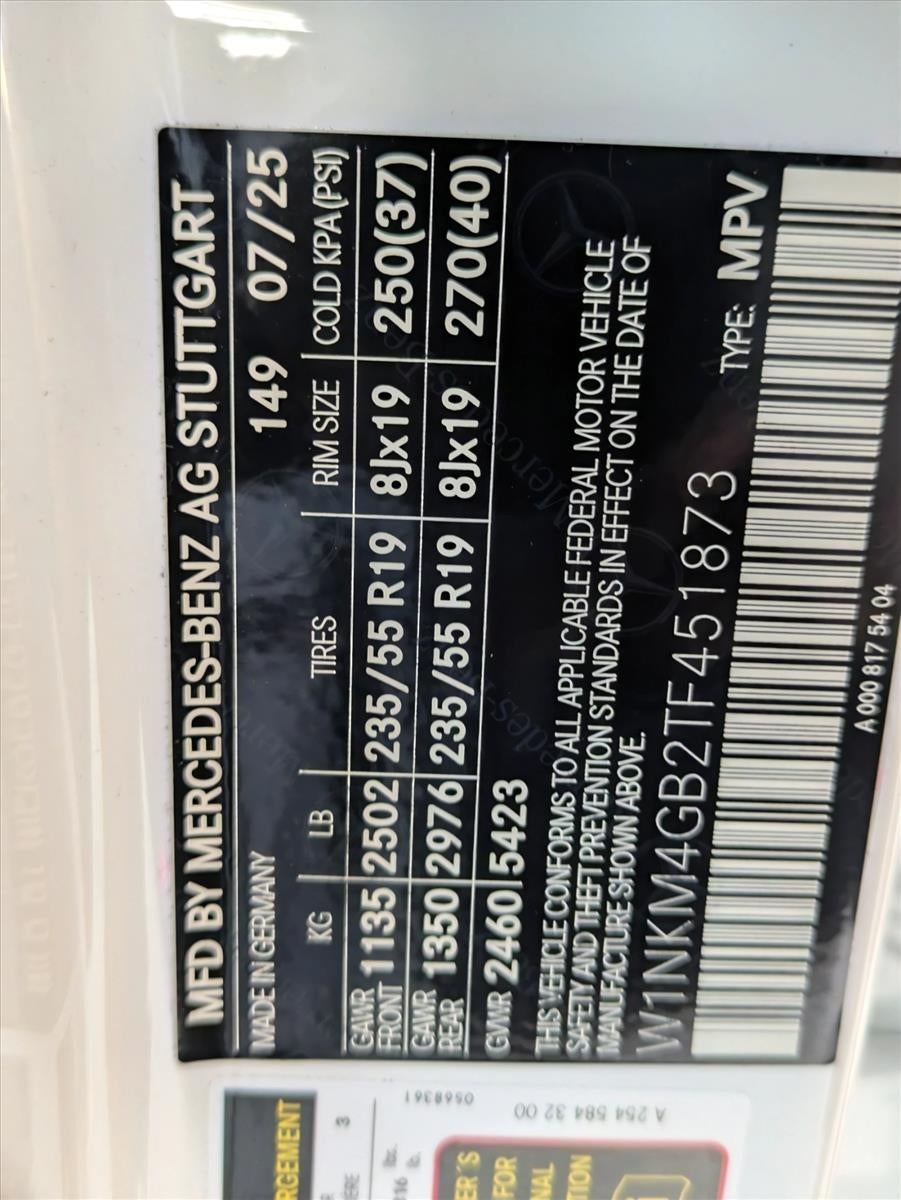 MFD BY MERCEDES-BENZ AG STUTTGART
MADE IN GERMANY 149 07/25
KG LB TIRES RIM SIZE COLD KPA(PSI)
GAWR FRONT 1135 2502 235/55 R19 8Jx19 250(37)
GAWR REAR 1350 2976 235/55 R19 8Jx19 270(40)
GVWR 2460 5423
THIS VEHICLE CONFORMS TO ALL APPLICABLE FEDERAL MOTOR VEHICLE
SAFETY AND THEFT PREVENTION STANDARDS IN EFFECT ON THE DATE OF
MANUFACTURE SHOWN ABOVE.
W1NKM4GB2TF451873 TYPE: MPV
A 000 817 54 04
A 254 584 32 00
0568361
3
lbs.
lb.
FOR